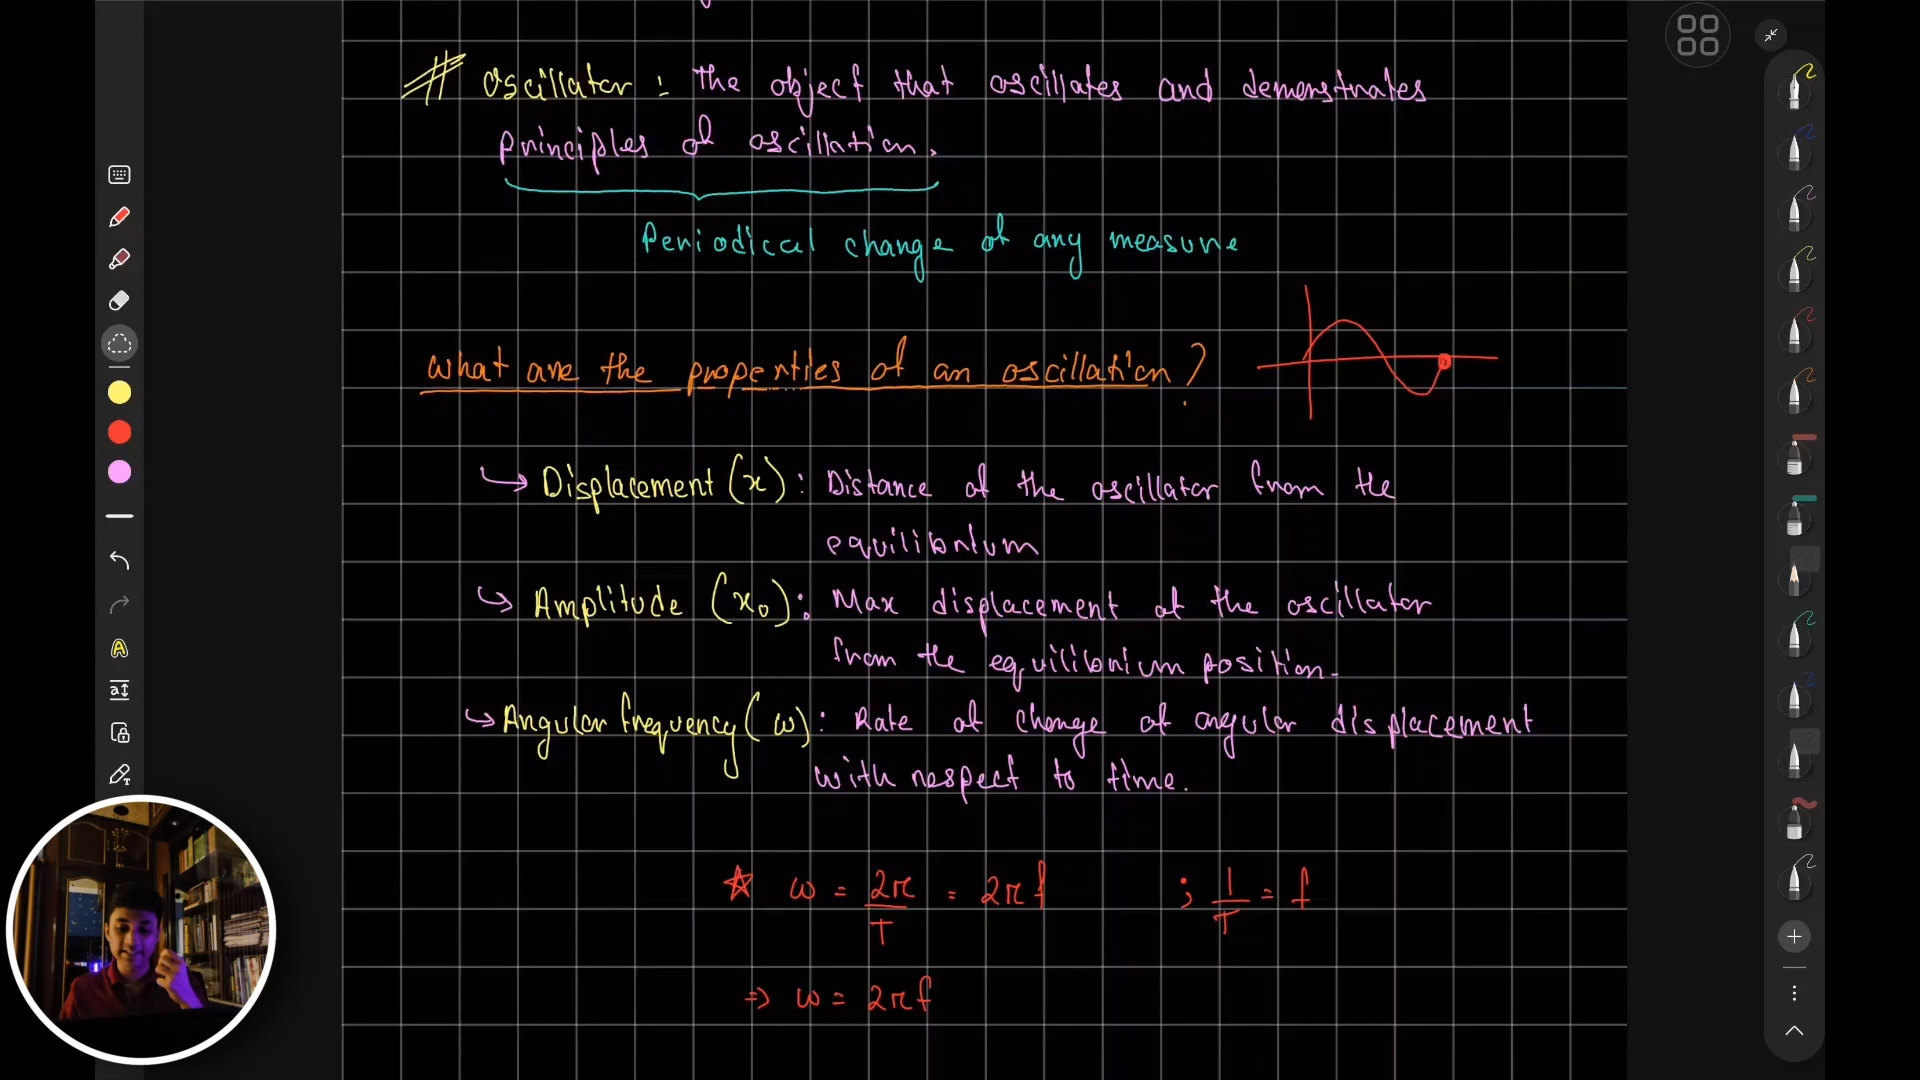 # Oscillator : the object that oscillates and demonstrates
principles of oscillation.
Periodical change of any measure
What are the properties of an oscillation?
↳ Displacement (x) : Distance of the oscillator from the
equilibrium
↳ Amplitude (x₀) : Max displacement of the oscillator
from the equilibrium position.
↳ Angular frequency (ω) : Rate of change of angular displacement
with respect to time.
☆ ω = 2π/T = 2πf ; 1/T = f
⇒ ω = 2πf